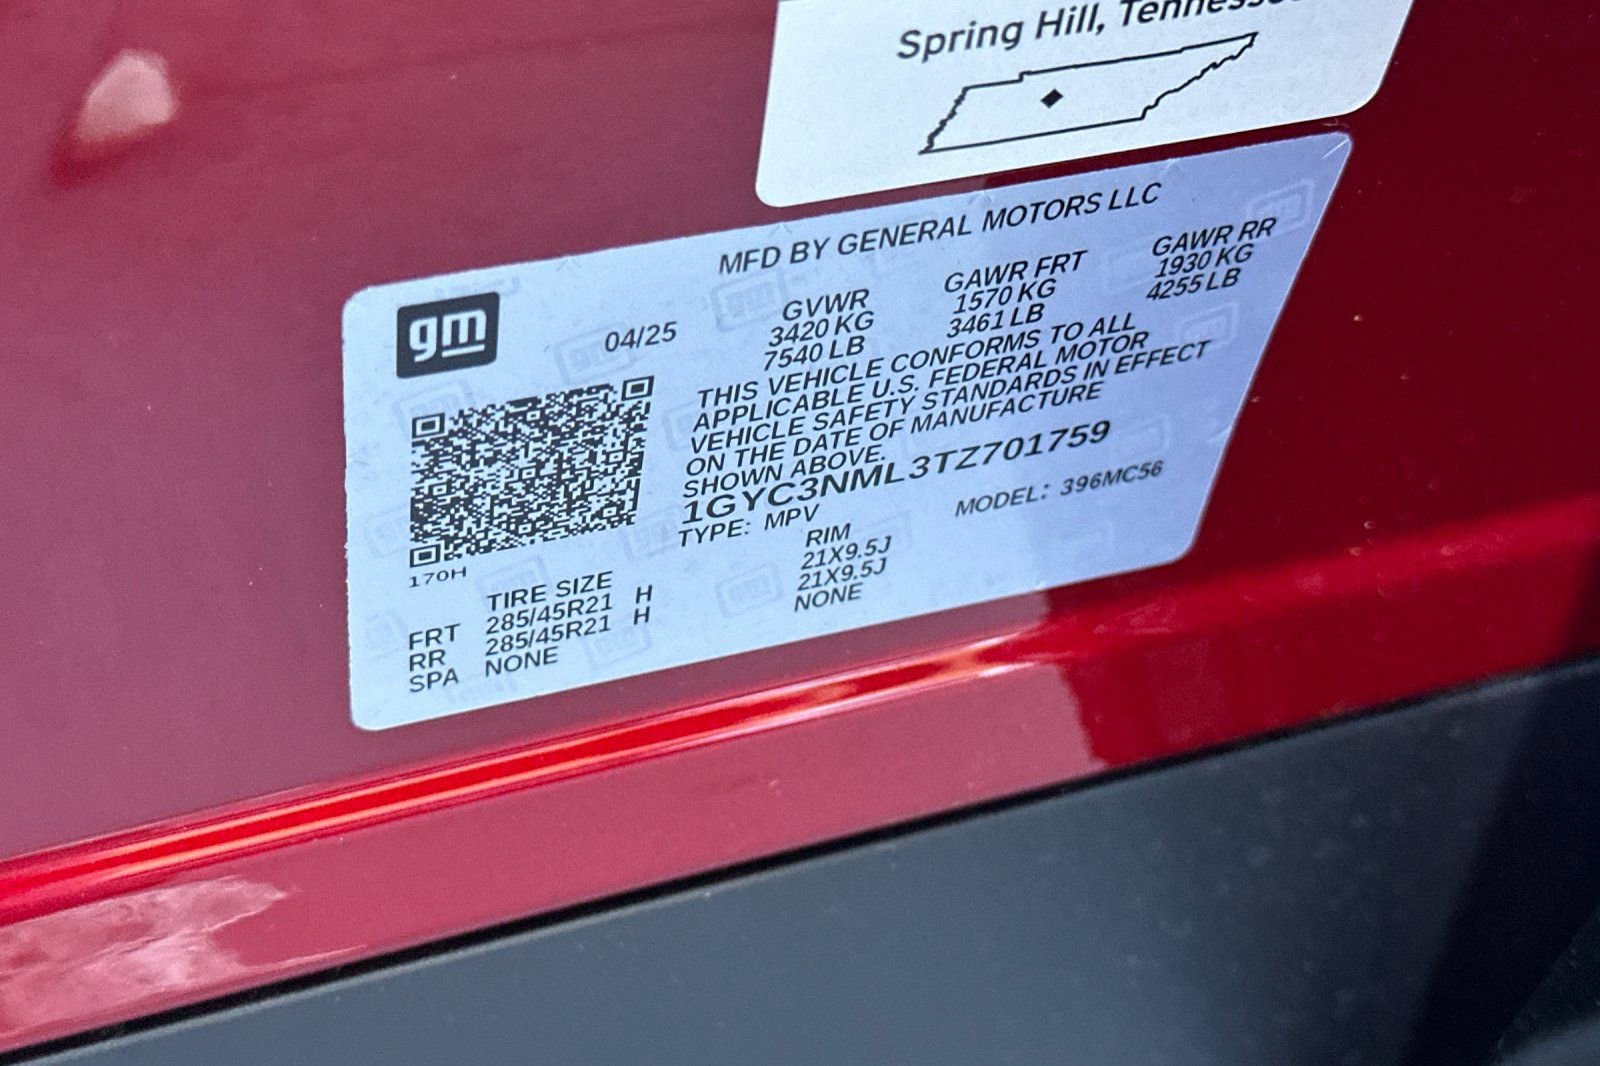 Spring Hill, Tennessee
MFD BY GENERAL MOTORS LLC
gm
04/25
GVWR
3420 KG
7540 LB
GAWR FRT
1570 KG
3461 LB
GAWR RR
1930 KG
4255 LB
THIS VEHICLE CONFORMS TO ALL
APPLICABLE U.S. FEDERAL MOTOR
VEHICLE SAFETY STANDARDS IN EFFECT
ON THE DATE OF MANUFACTURE
SHOWN ABOVE.
1GYC3NML3TZ701759
TYPE: MPV
MODEL: 396MC56
170H
TIRE SIZE RIM
FRT 285/45R21 H 21X9.5J
RR 285/45R21 H 21X9.5J
SPA NONE NONE